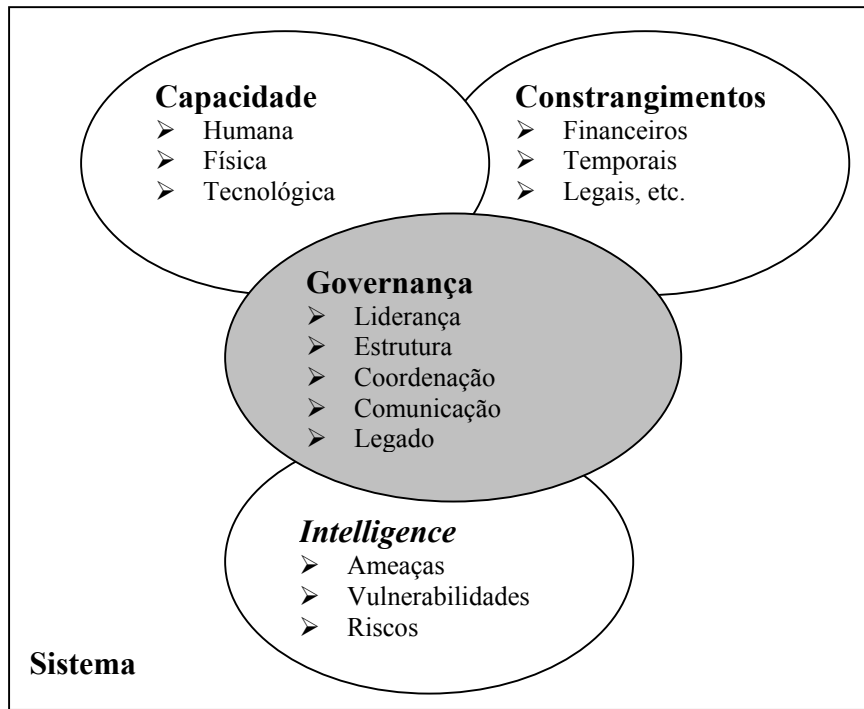 Capacidade
➢ Humana
➢ Física
➢ Tecnológica
Constrangimentos
➢ Financeiros
➢ Temporais
➢ Legais, etc.
Governança
➢ Liderança
➢ Estrutura
➢ Coordenação
➢ Comunicação
➢ Legado
Intelligence
➢ Ameaças
➢ Vulnerabilidades
➢ Riscos
Sistema